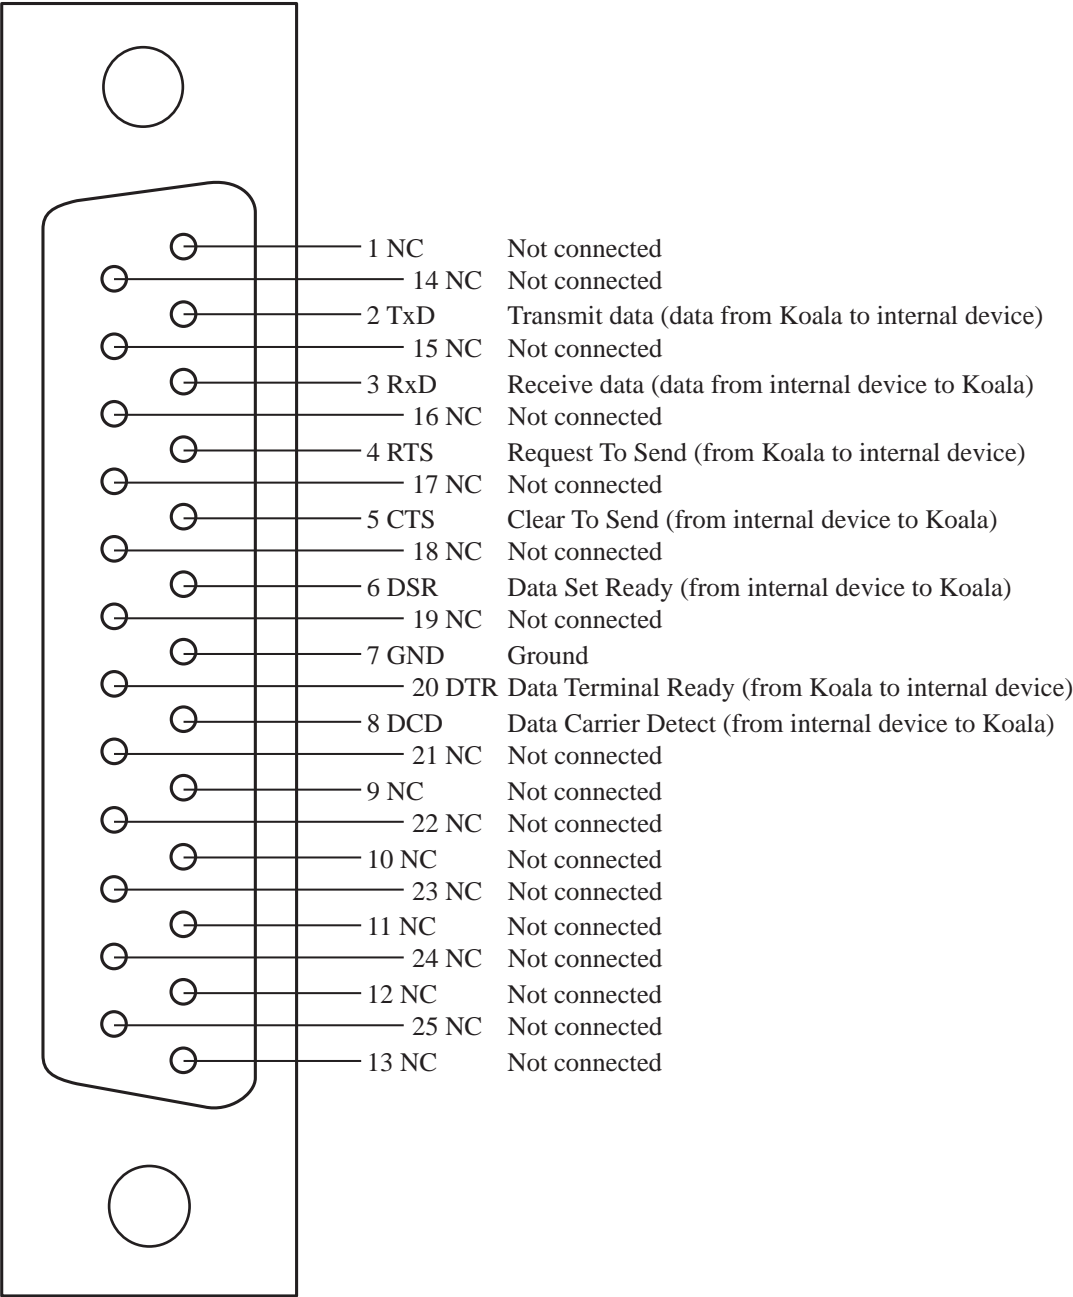 1 NC Not connected
14 NC Not connected
2 TxD Transmit data (data from Koala to internal device)
15 NC Not connected
3 RxD Receive data (data from internal device to Koala)
16 NC Not connected
4 RTS Request To Send (from Koala to internal device)
17 NC Not connected
5 CTS Clear To Send (from internal device to Koala)
18 NC Not connected
6 DSR Data Set Ready (from internal device to Koala)
19 NC Not connected
7 GND Ground
20 DTR Data Terminal Ready (from Koala to internal device)
8 DCD Data Carrier Detect (from internal device to Koala)
21 NC Not connected
9 NC Not connected
22 NC Not connected
10 NC Not connected
23 NC Not connected
11 NC Not connected
24 NC Not connected
12 NC Not connected
25 NC Not connected
13 NC Not connected